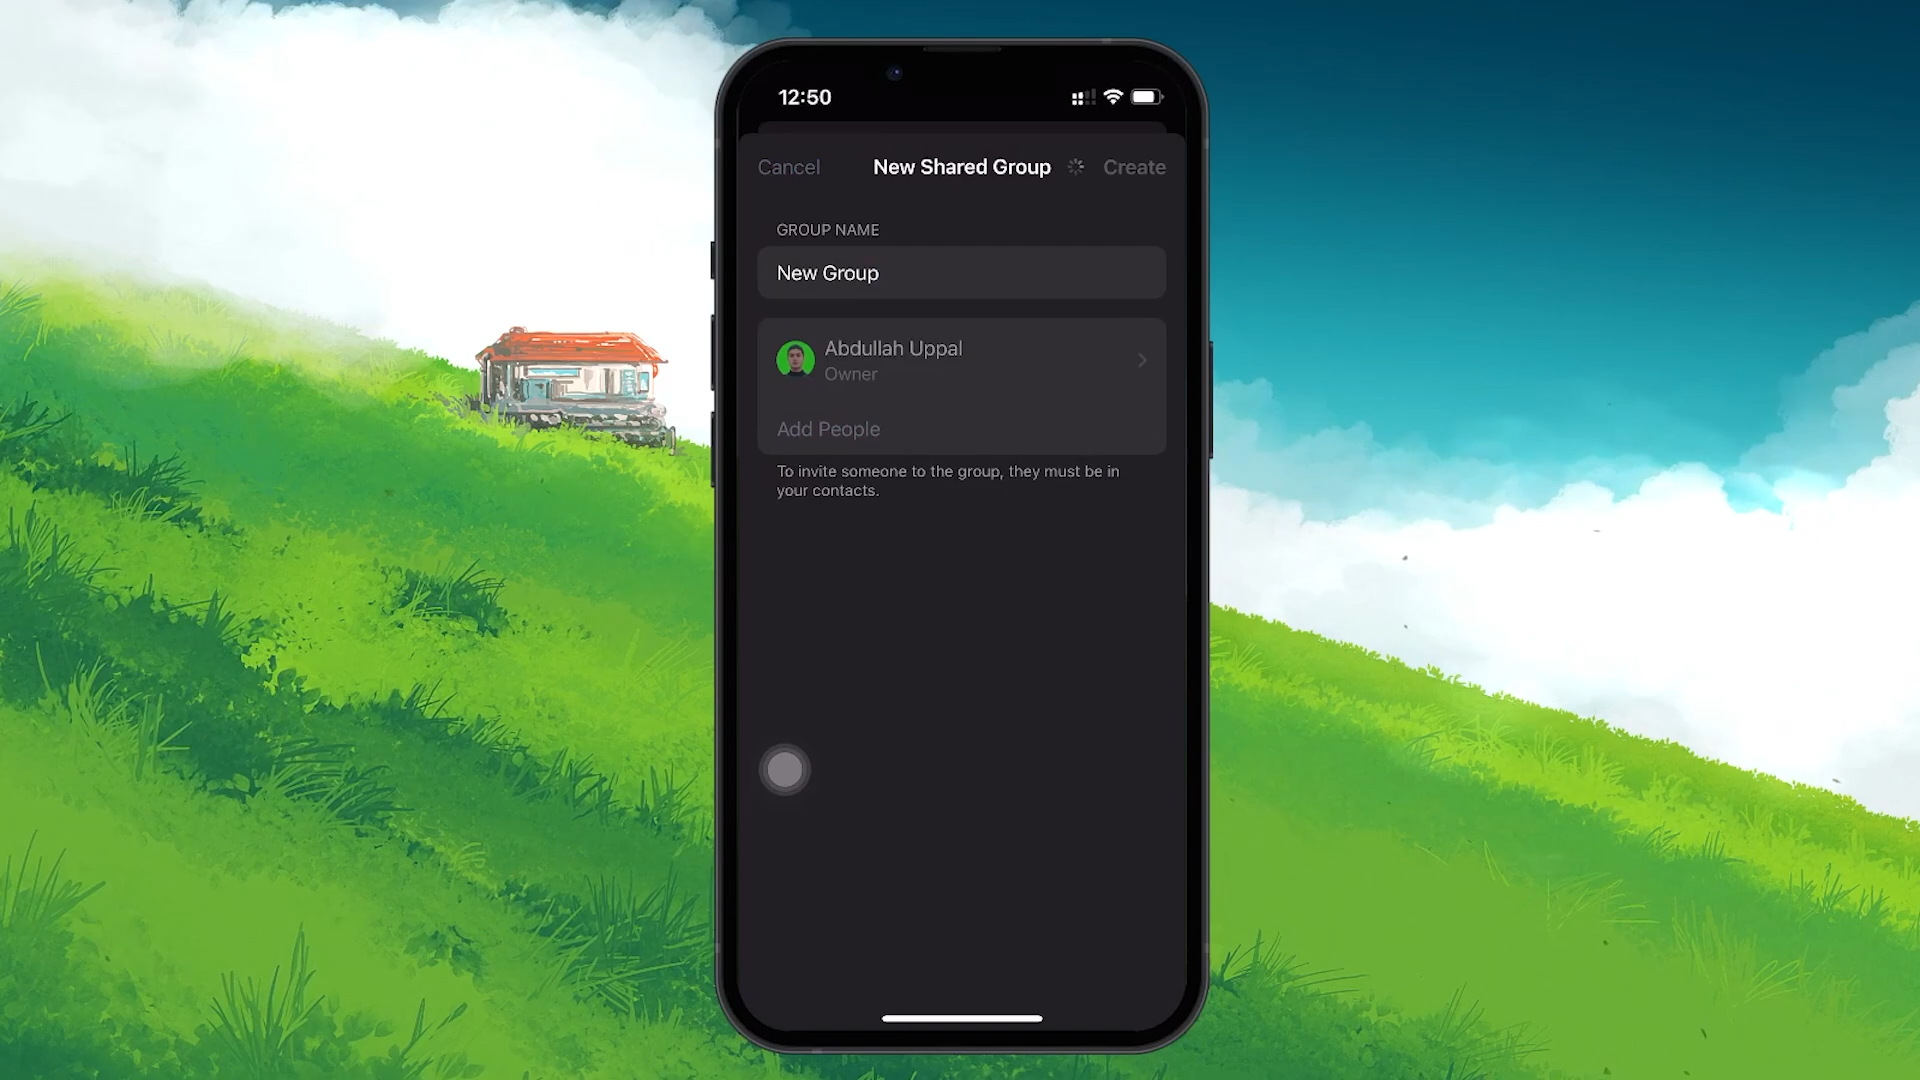 12:50
Cancel
New Shared Group
Create
GROUP NAME
New Group
Abdullah Uppal
Owner
Add People
To invite someone to the group, they must be in
your contacts.